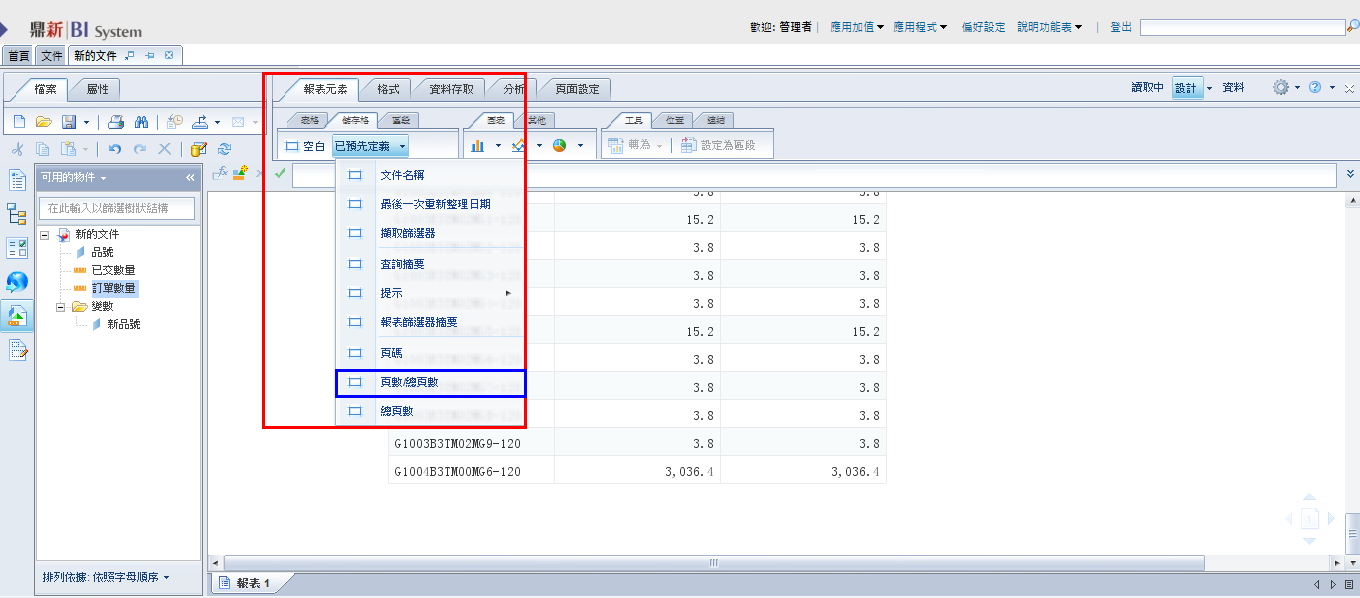 鼎新 BI System
歡迎: 管理者 | 應用加值 應用程式 偏好設定 說明功能表 | 登出
首頁 文件 新的文件
檔案 屬性 報表元素 格式 資料存取 分析 頁面設定 讀取中 設計 資料
表格 儲存格 區段 圖表 其他 工具 位置 連結
空白 已預先定義 轉為 設定為區段
可用的物件
在此輸入以篩選樹狀結構
新的文件
品號
已交數量
訂單數量
變數
新品號
文件名稱
最後一次重新整理日期
擷取篩選器
查詢摘要
提示
報表篩選器摘要
頁碼
頁數/總頁數
總頁數
3.8 3.8
15.2 15.2
3.8 3.8
3.8 3.8
3.8 3.8
15.2 15.2
3.8 3.8
3.8 3.8
3.8 3.8
G1003B3TM02MG9-120 3.8 3.8
G1004B3TM00MG6-120 3,036.4 3,036.4
1
排列依據: 依照字母順序
報表 1